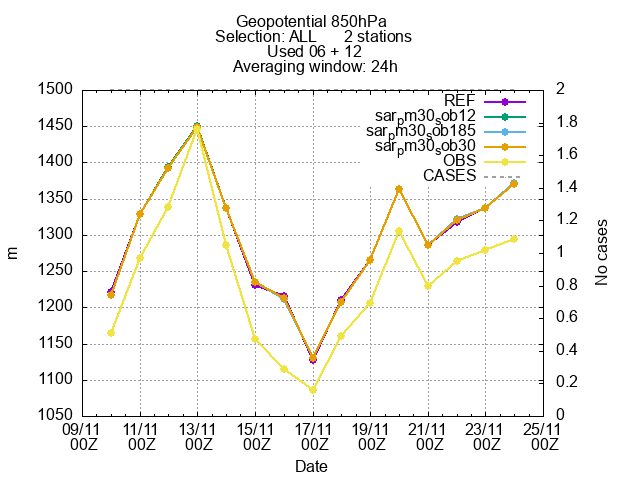 Geopotential 850hPa
Selection: ALL 2 stations
Used 06 + 12
Averaging window: 24h
1500
1450
1400
1350
1300
1250
1200
1150
1100
1050
m
REF
sarpm30sob12
sarpm30sob185
sarpm30sob30
OBS
CASES
2
1.8
1.6
1.4
1.2
1
0.8
0.6
0.4
0.2
0
No cases
09/11 11/11 13/11 15/11 17/11 19/11 21/11 23/11 25/11
00Z 00Z 00Z 00Z 00Z 00Z 00Z 00Z 00Z
Date